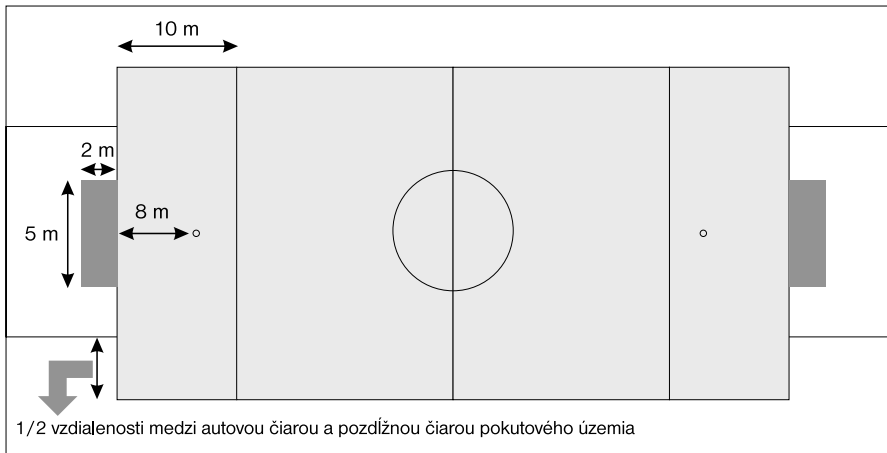 10 m
2 m
8 m
5 m
1/2 vzdialenosti medzi autovou čiarou a pozdĺžnou čiarou pokutového územia